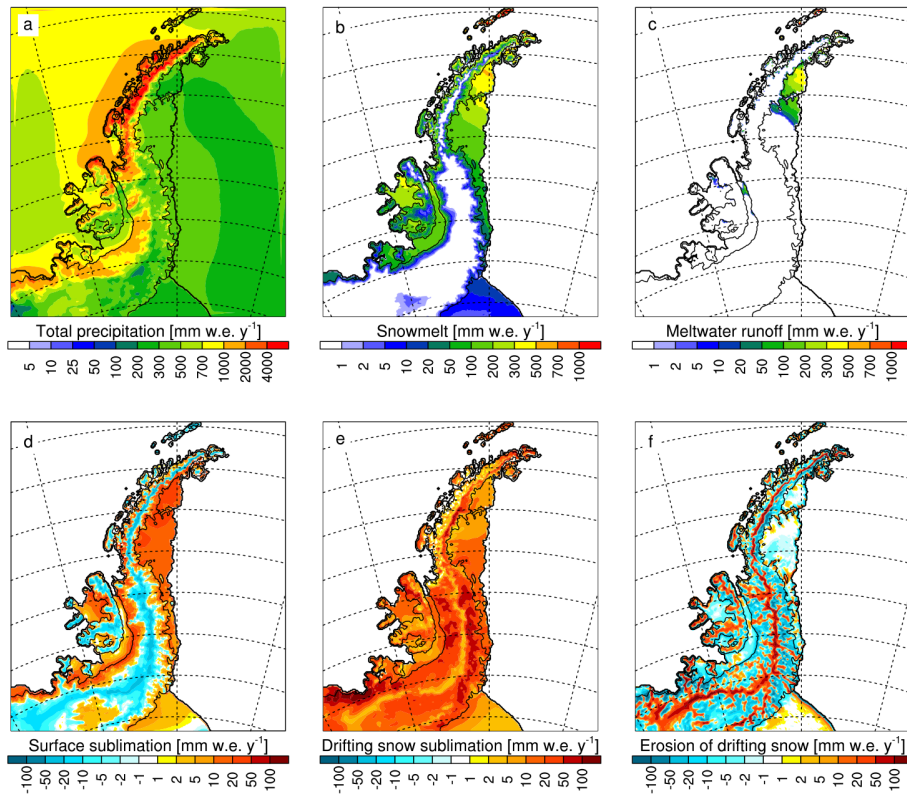 a
Total precipitation [mm w.e. y⁻¹]
5 10 25 50 100 200 300 500 700 1000 2000 4000
b
Snowmelt [mm w.e. y⁻¹]
1 2 5 10 20 50 100 200 300 500 700 1000
c
Meltwater runoff [mm w.e. y⁻¹]
1 2 5 10 20 50 100 200 300 500 700 1000
d
Surface sublimation [mm w.e. y⁻¹]
-100 -50 -20 -10 -5 -2 -1 1 2 5 10 20 50 100
e
Drifting snow sublimation [mm w.e. y⁻¹]
-100 -50 -20 -10 -5 -2 -1 1 2 5 10 20 50 100
f
Erosion of drifting snow [mm w.e. y⁻¹]
-100 -50 -20 -10 -5 -2 -1 1 2 5 10 20 50 100